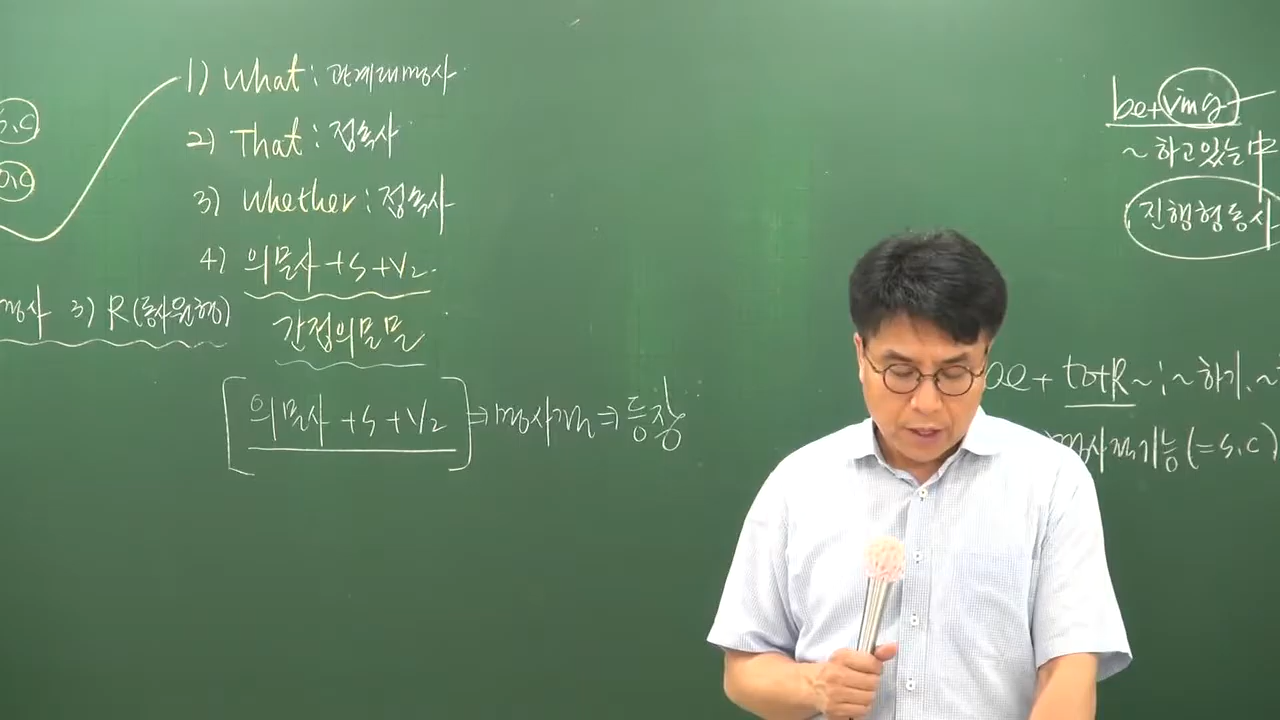 1) What : 관계대명사
2) That : 접속사
3) Whether : 접속사
4) 의문사 + S + V2
명사 3) R (동사원형)
간접의문문
[ 의문사 + S + V2 ] ⇒ 명사 ⇒ 등장
S.C
O.C
be + ing
~ 하고있는 中
진행형동사
be + to + R ~ ; ~ 하기, ~
명사적기능 (= S.C)